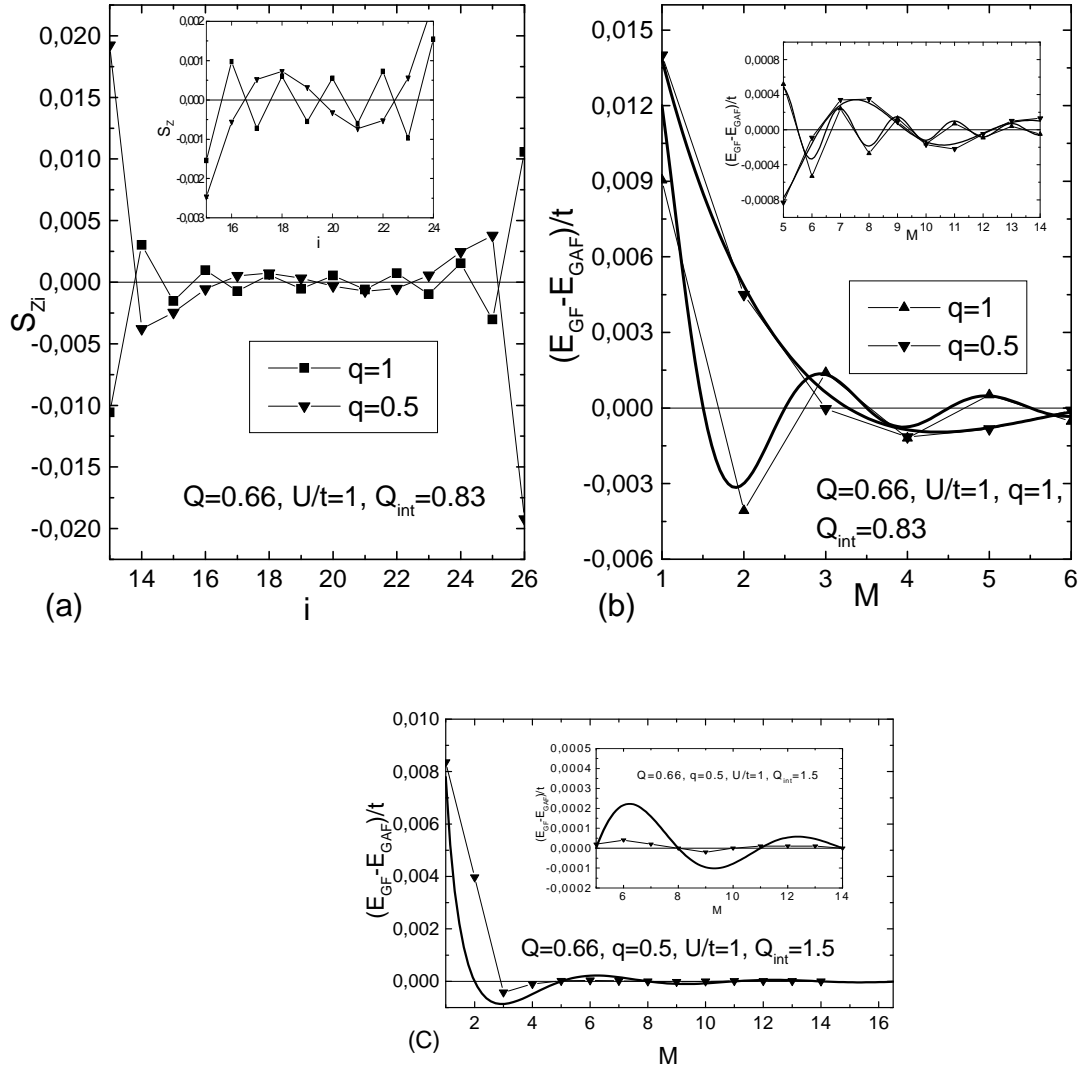 0,020
0,015
0,010
0,005
0,000
-0,005
-0,010
-0,015
-0,020
S_Zi
14 16 18 20 22 24 26
i
(a)
0,002
0,001
0,000
-0,001
-0,002
-0,003
S_Z
16 18 20 22 24
i
q=1
q=0.5
Q=0.66, U/t=1, Q_int=0.83
0,015
0,012
0,009
0,006
0,003
0,000
-0,003
-0,006
(E_GF-E_GAF)/t
1 2 3 4 5 6
M
(b)
0,0008
0,0004
0,0000
-0,0004
-0,0008
(E_GF-E_GAF)/t
5 6 7 8 9 10 11 12 13 14
M
q=1
q=0.5
Q=0.66, U/t=1, q=1,
Q_int=0.83
0,010
0,008
0,006
0,004
0,002
0,000
(E_GF-E_GAF)/t
2 4 6 8 10 12 14 16
M
(C)
0,0005
0,0004
0,0003
0,0002
0,0001
0,0000
-0,0001
-0,0002
(E_GF-E_GAF)/t
6 8 10 12 14
M
Q=0.66, q=0.5, U/t=1, Q_int=1.5
Q=0.66, q=0.5, U/t=1, Q_int=1.5